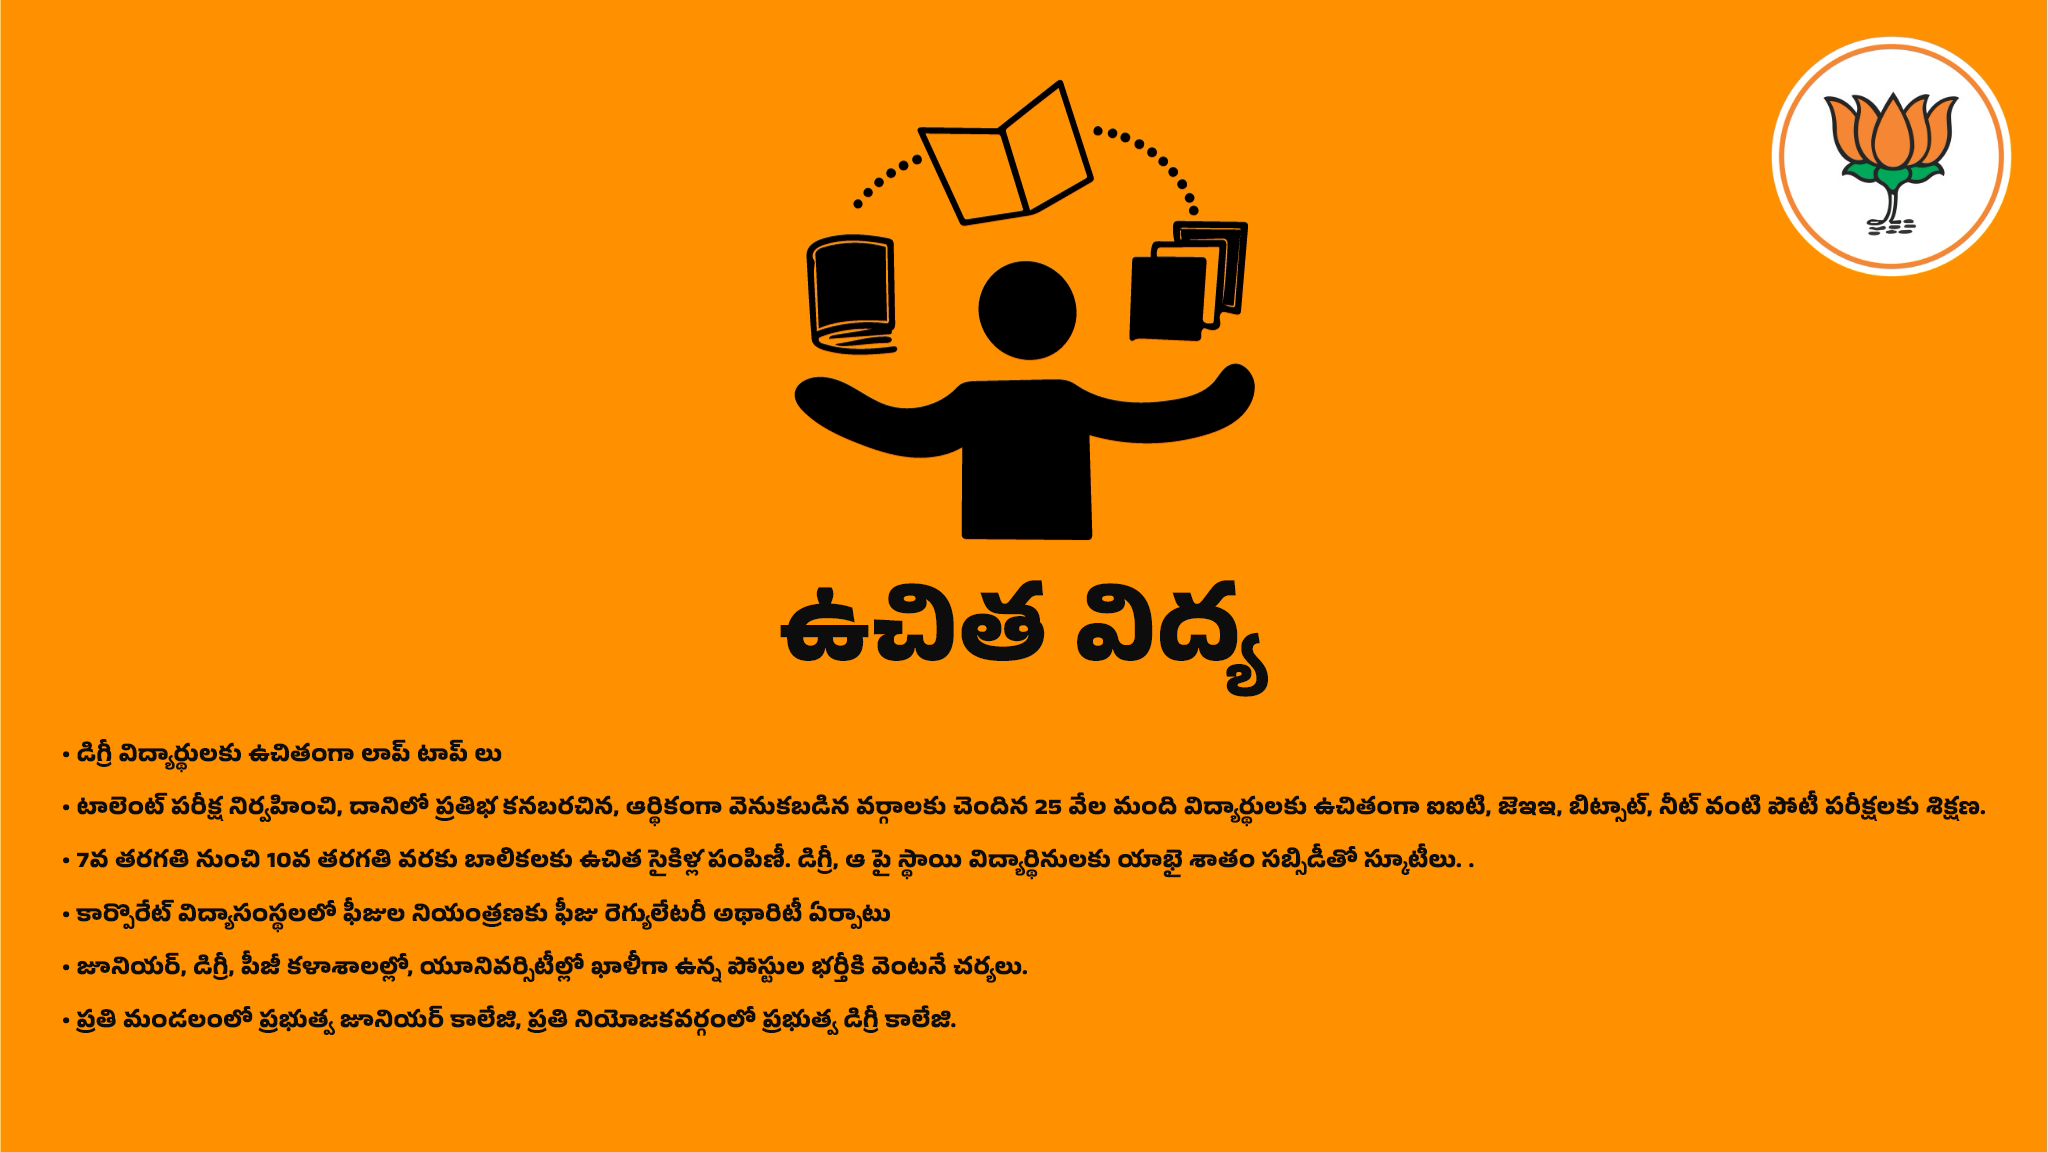 ఉచిత విద్య
• డిగ్రీ విద్యార్థులకు ఉచితంగా లాప్ టాప్ లు
• టాలెంట్ పరీక్ష నిర్వహించి, దానిలో ప్రతిభ కనబరచిన, ఆర్థికంగా వెనుకబడిన వర్గాలకు చెందిన 25 వేల మంది విద్యార్థులకు ఉచితంగా ఐఐటి, జెఇఇ, బిట్సాట్, నీట్ వంటి పోటీ పరీక్షలకు శిక్షణ.
• 7వ తరగతి నుంచి 10వ తరగతి వరకు బాలికలకు ఉచిత సైకిళ్ల పంపిణీ. డిగ్రీ, ఆ పై స్థాయి విద్యార్థినులకు యాభై శాతం సబ్సిడీతో స్కూటీలు. .
• కార్పొరేట్ విద్యాసంస్థలలో ఫీజుల నియంత్రణకు ఫీజు రెగ్యులేటరీ అథారిటీ ఏర్పాటు
• జూనియర్, డిగ్రీ, పీజీ కళాశాలల్లో, యూనివర్సిటీల్లో ఖాళీగా ఉన్న పోస్టుల భర్తీకి వెంటనే చర్యలు.
• ప్రతి మండలంలో ప్రభుత్వ జూనియర్ కాలేజి, ప్రతి నియోజకవర్గంలో ప్రభుత్వ డిగ్రీ కాలేజి.